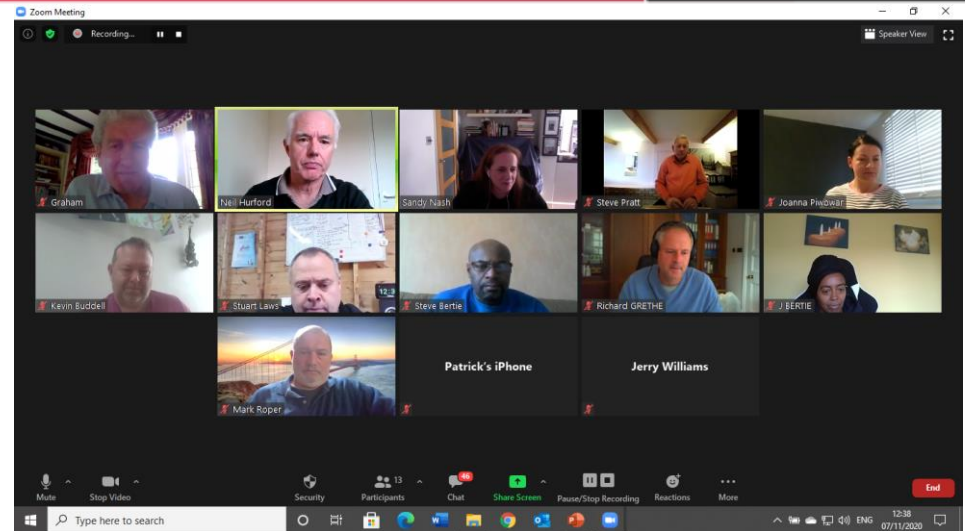 Zoom Meeting
Recording...
Speaker View
Graham
Neil Hurford
Sandy Nash
Steve Pratt
Joanna Piwowar
Kevin Buddell
Stuart Laws
12:3
Steve Bertie
Richard GRETHE
J BERTIE
Mark Roper
Patrick's iPhone
Jerry Williams
Mute
Stop Video
Security
Participants
13
Chat
46
Share Screen
Pause/Stop Recording
Reactions
More
End
Type here to search
ENG
12:38
07/11/2020